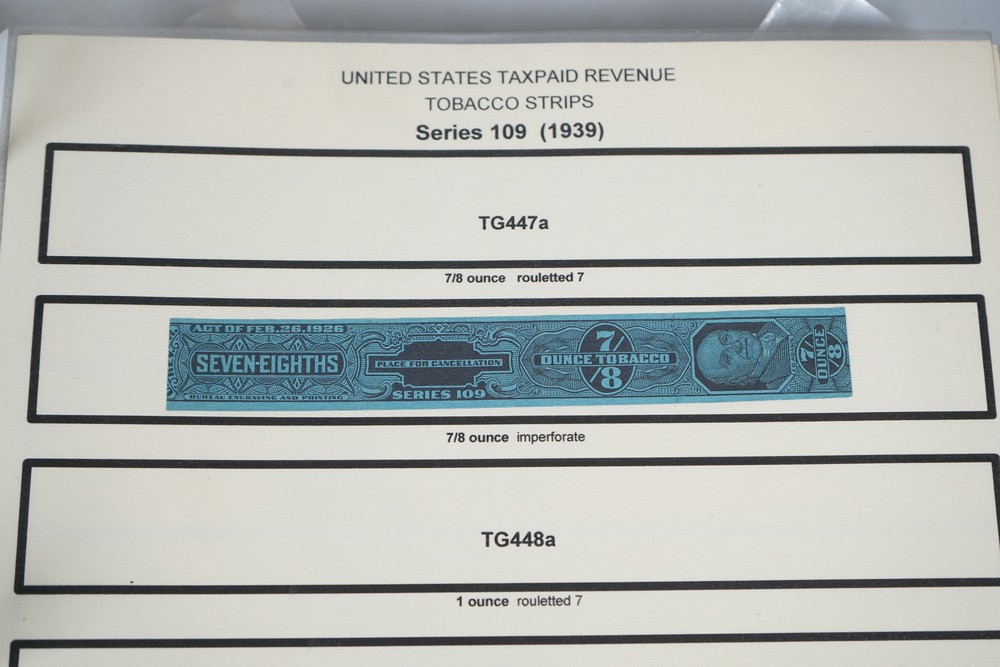 UNITED STATES TAXPAID REVENUE
TOBACCO STRIPS
Series 109 (1939)
TG447a
7/8 ounce rouletted 7
ACT OF FEB. 26, 1926
SEVEN-EIGHTHS
BUREAU ENGRAVING AND PRINTING
PLACE FOR CANCELLATION
SERIES 109
7/8
OUNCE TOBACCO
7/8
OUNCE
7/8 ounce imperforate
TG448a
1 ounce rouletted 7